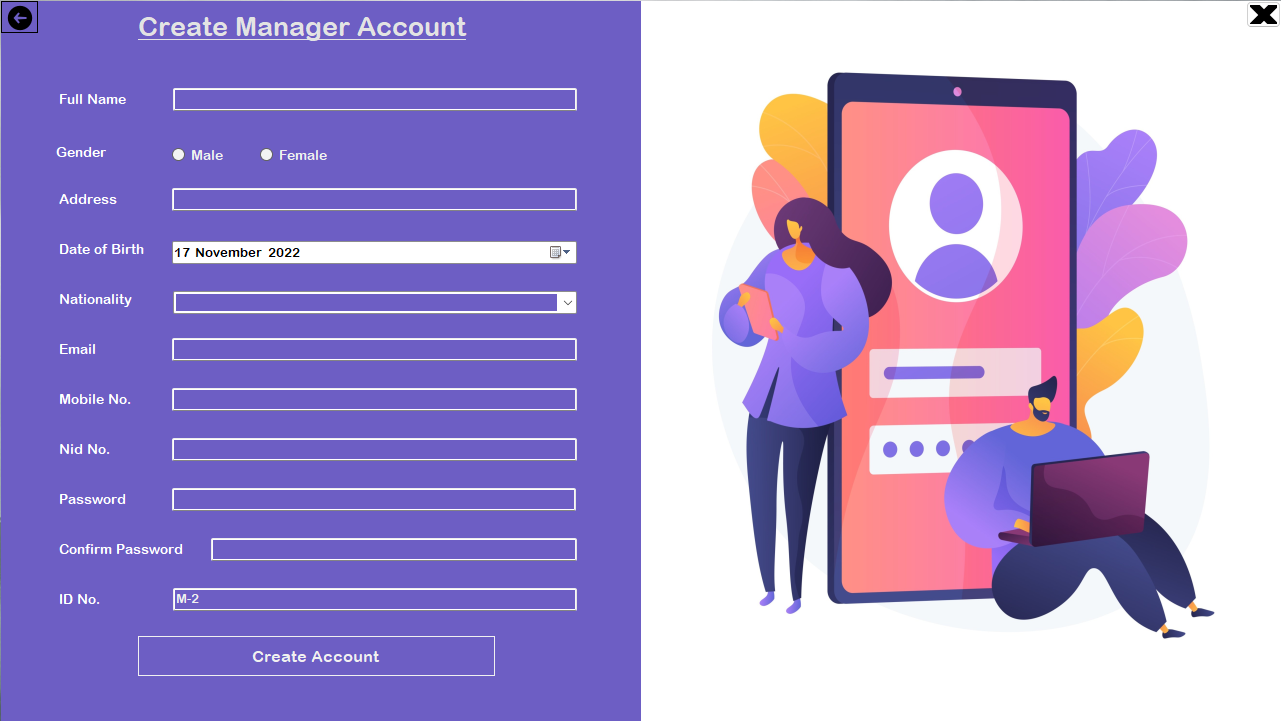 Create Manager Account
Full Name
Gender Male Female
Address
Date of Birth 17 November 2022
Nationality
Email
Mobile No.
Nid No.
Password
Confirm Password
ID No. M-2
Create Account